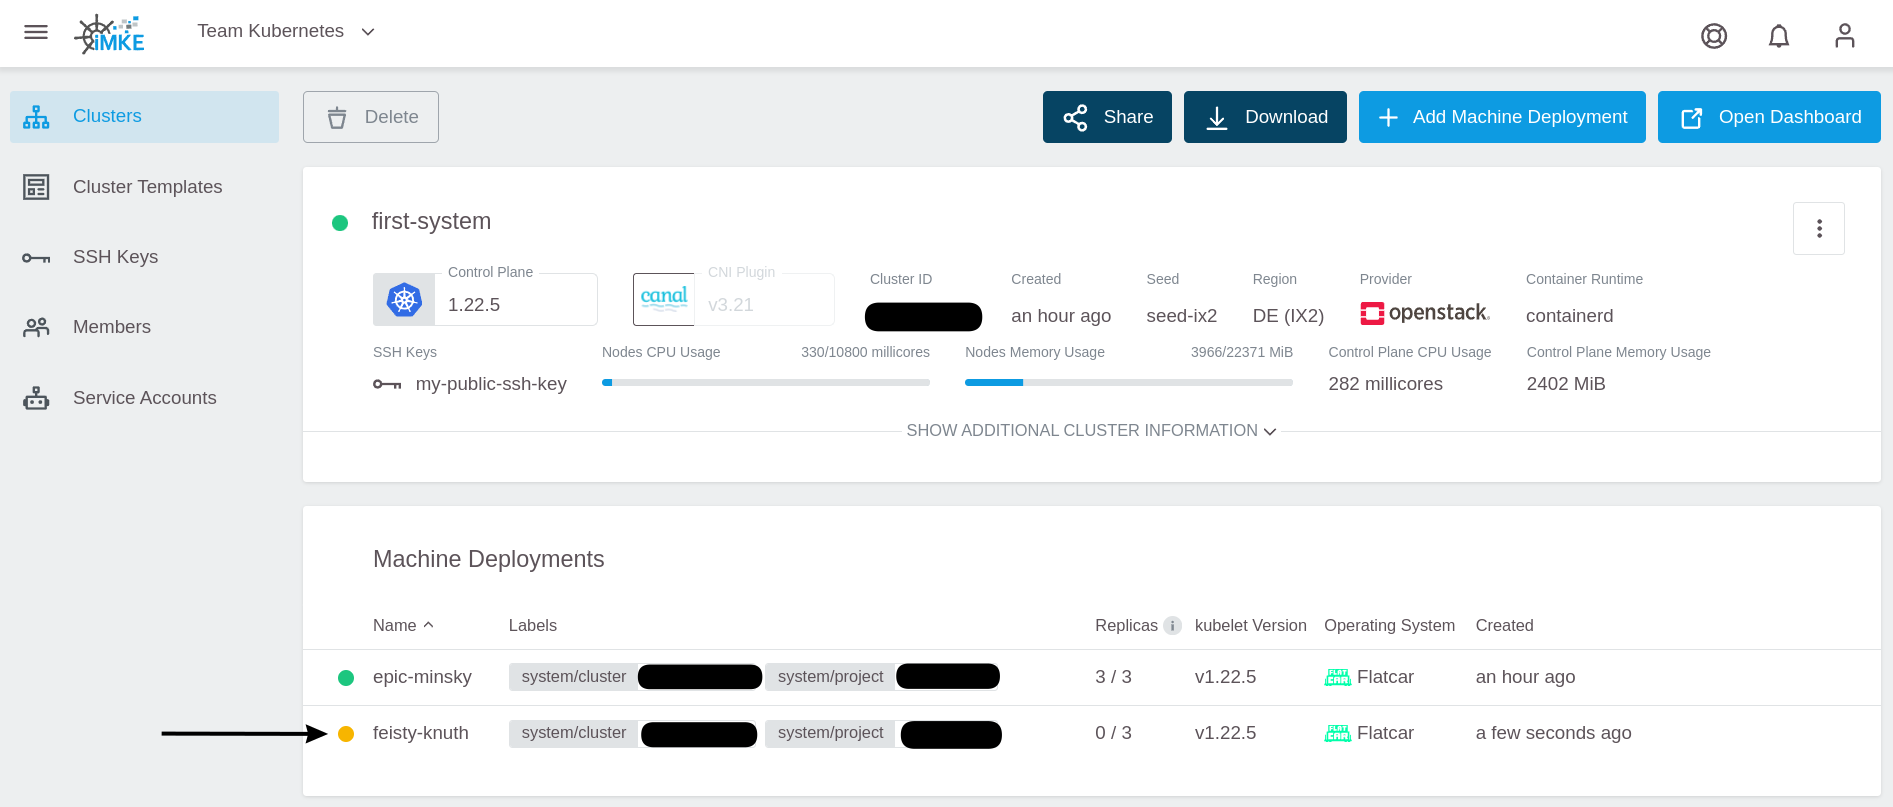 iMKE
Team Kubernetes
Clusters
Cluster Templates
SSH Keys
Members
Service Accounts
Delete
Share
Download
Add Machine Deployment
Open Dashboard
first-system
Control Plane
1.22.5
canal
CNI Plugin
v3.21
Cluster ID
Created
an hour ago
Seed
seed-ix2
Region
DE (IX2)
Provider
openstack.
Container Runtime
containerd
SSH Keys
my-public-ssh-key
Nodes CPU Usage 330/10800 millicores
Nodes Memory Usage 3966/22371 MiB
Control Plane CPU Usage
282 millicores
Control Plane Memory Usage
2402 MiB
SHOW ADDITIONAL CLUSTER INFORMATION
Machine Deployments
Name Labels Replicas i kubelet Version Operating System Created
epic-minsky system/cluster system/project 3 / 3 v1.22.5 FLAT CAR Flatcar an hour ago
feisty-knuth system/cluster system/project 0 / 3 v1.22.5 FLAT CAR Flatcar a few seconds ago